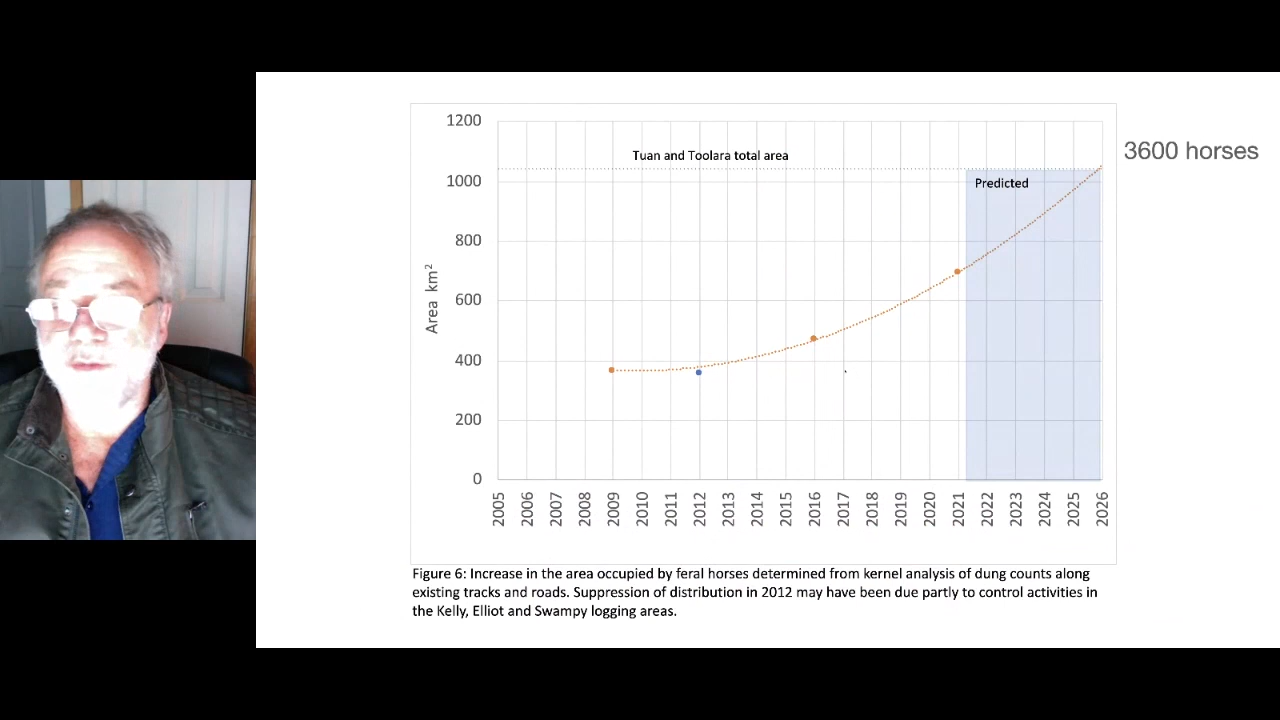 1200
Tuan and Toolara total area
3600 horses
1000
Predicted
800
600
400
200
0
Area km²
2005 2006 2007 2008 2009 2010 2011 2012 2013 2014 2015 2016 2017 2018 2019 2020 2021 2022 2023 2024 2025 2026
Figure 6: Increase in the area occupied by feral horses determined from kernel analysis of dung counts along
existing tracks and roads. Suppression of distribution in 2012 may have been due partly to control activities in
the Kelly, Elliot and Swampy logging areas.